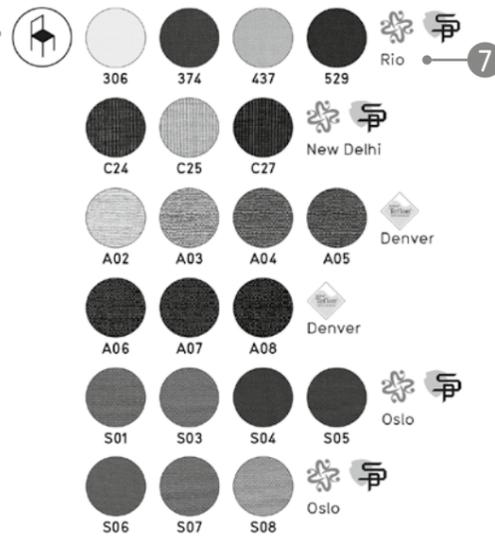 306 374 437 529 Rio 7
C24 C25 C27 New Delhi
A02 A03 A04 A05 Denver
A06 A07 A08 Denver
S01 S03 S04 S05 Oslo
S06 S07 S08 Oslo